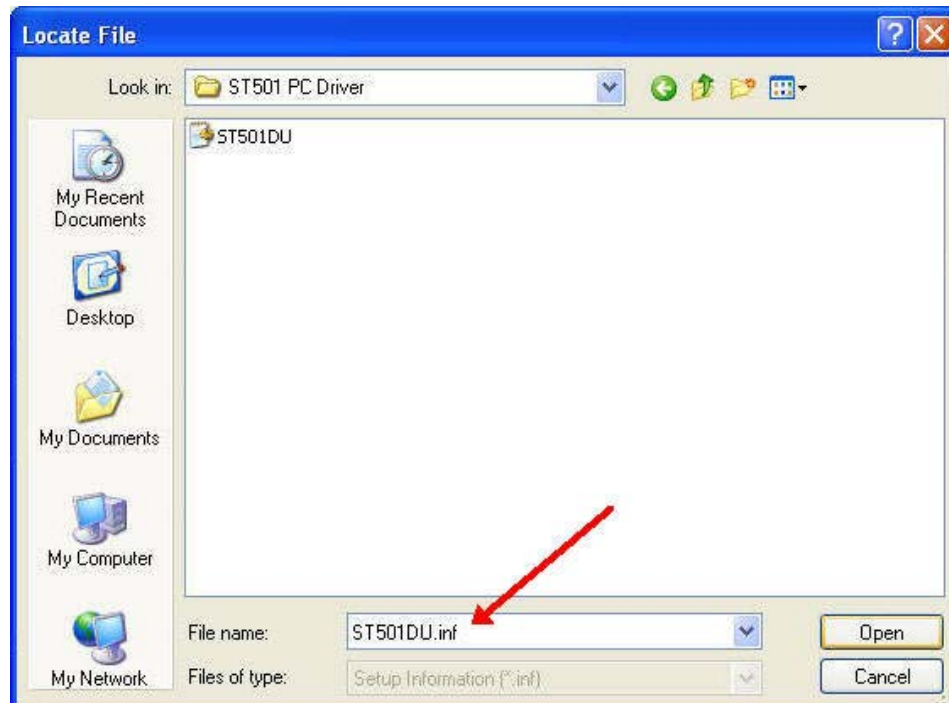 Locate File
Look in:
ST501 PC Driver
ST501DU
My Recent
Documents
Desktop
My Documents
My Computer
My Network
File name:
ST501DU.inf
Open
Files of type:
Setup Information (*.inf)
Cancel